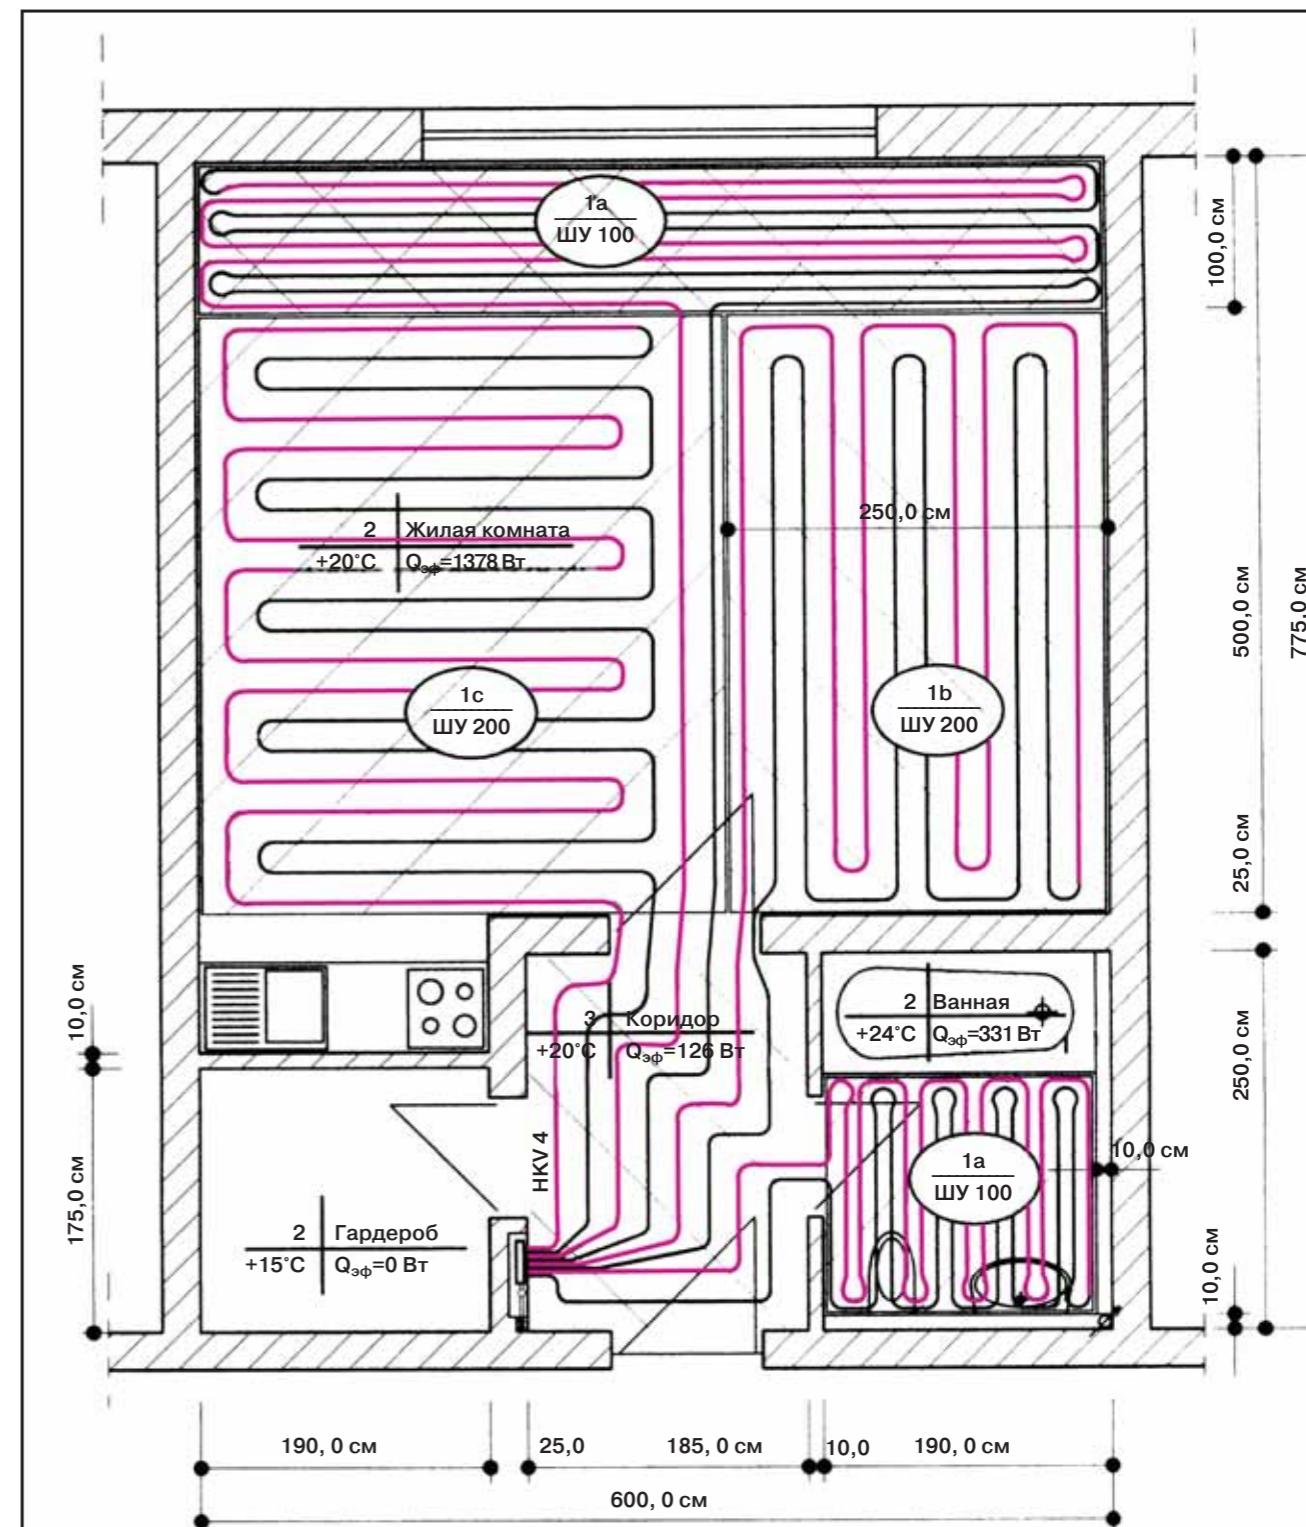 1a
ШУ 100
100,0 см
250,0 см
2 Жилая комната
+20°C Qэф=1378 Вт
500,0 см
775,0 см
1c
ШУ 200
1b
ШУ 200
25,0 см
10,0 см
2 Ванная
+24°C Qэф=331 Вт
3 Коридор
+20°C Qэф=126 Вт
250,0 см
HKV 4
1a
ШУ 100
10,0 см
175,0 см
2 Гардероб
+15°C Qэф=0 Вт
10,0 см
190, 0 см
25,0
185, 0 см
10,0
190, 0 см
600, 0 см